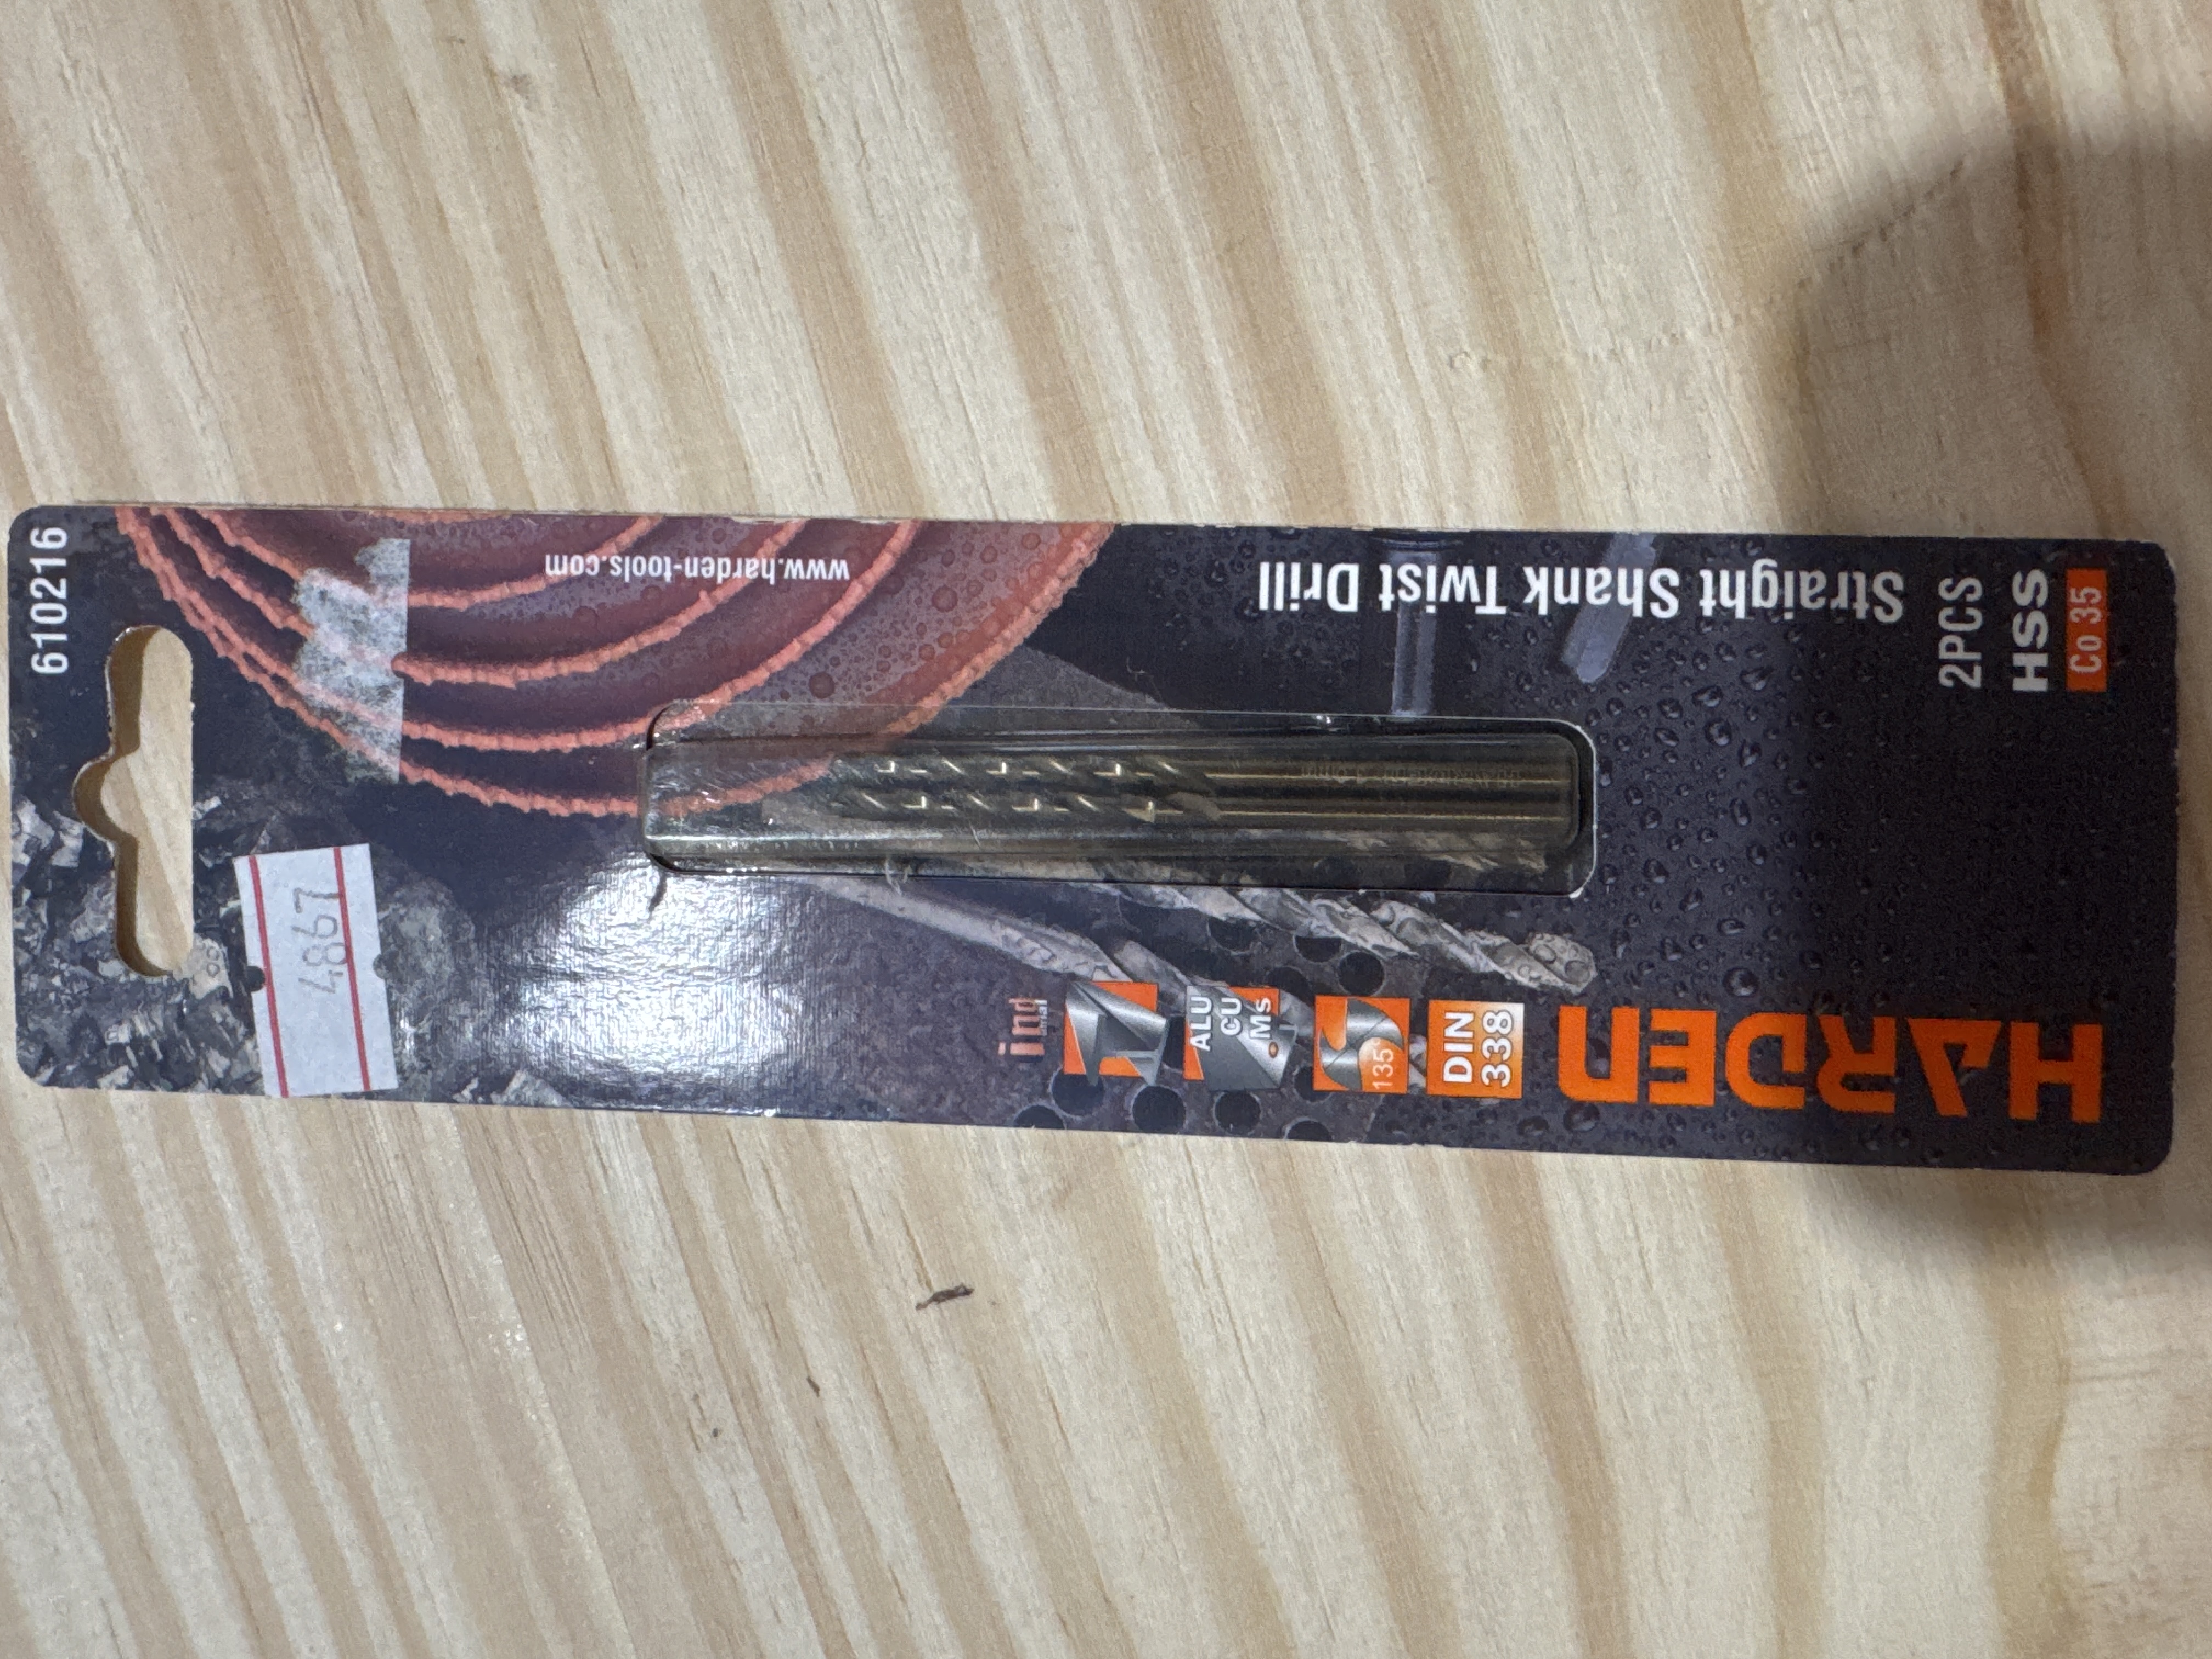 HARDEN
Co 35
HSS
2PCS
Straight Shank Twist Drill
DIN
338
135°
ALU
CU
Ms
ind
www.harden-tools.com
4867
610216